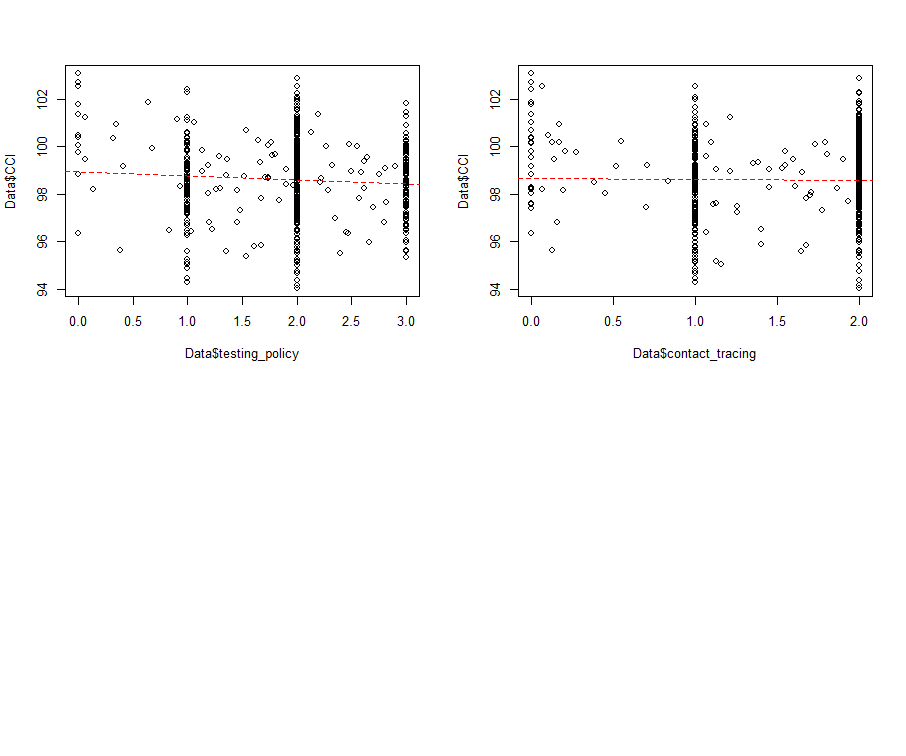 Data$CCI
94 96 98 100 102
0.0 0.5 1.0 1.5 2.0 2.5 3.0
Data$testing_policy
Data$CCI
94 96 98 100 102
0.0 0.5 1.0 1.5 2.0
Data$contact_tracing